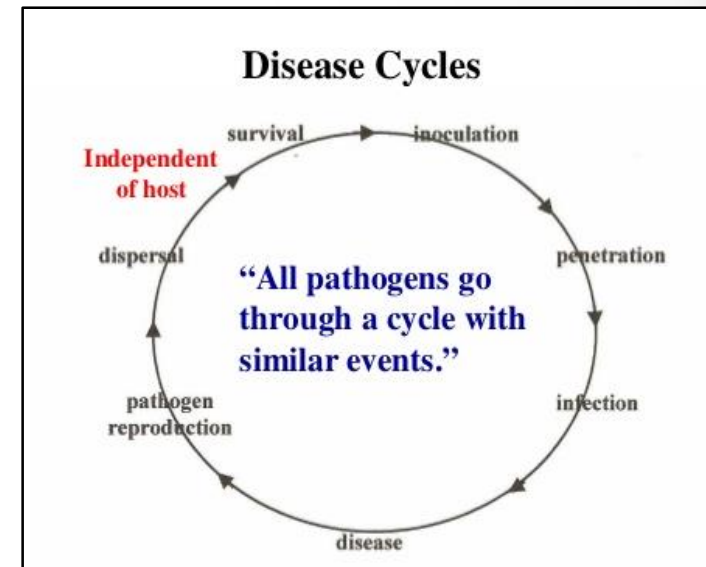 Disease Cycles
survival
inoculation
Independent
of host
dispersal
penetration
“All pathogens go
through a cycle with
similar events.”
pathogen
reproduction
infection
disease